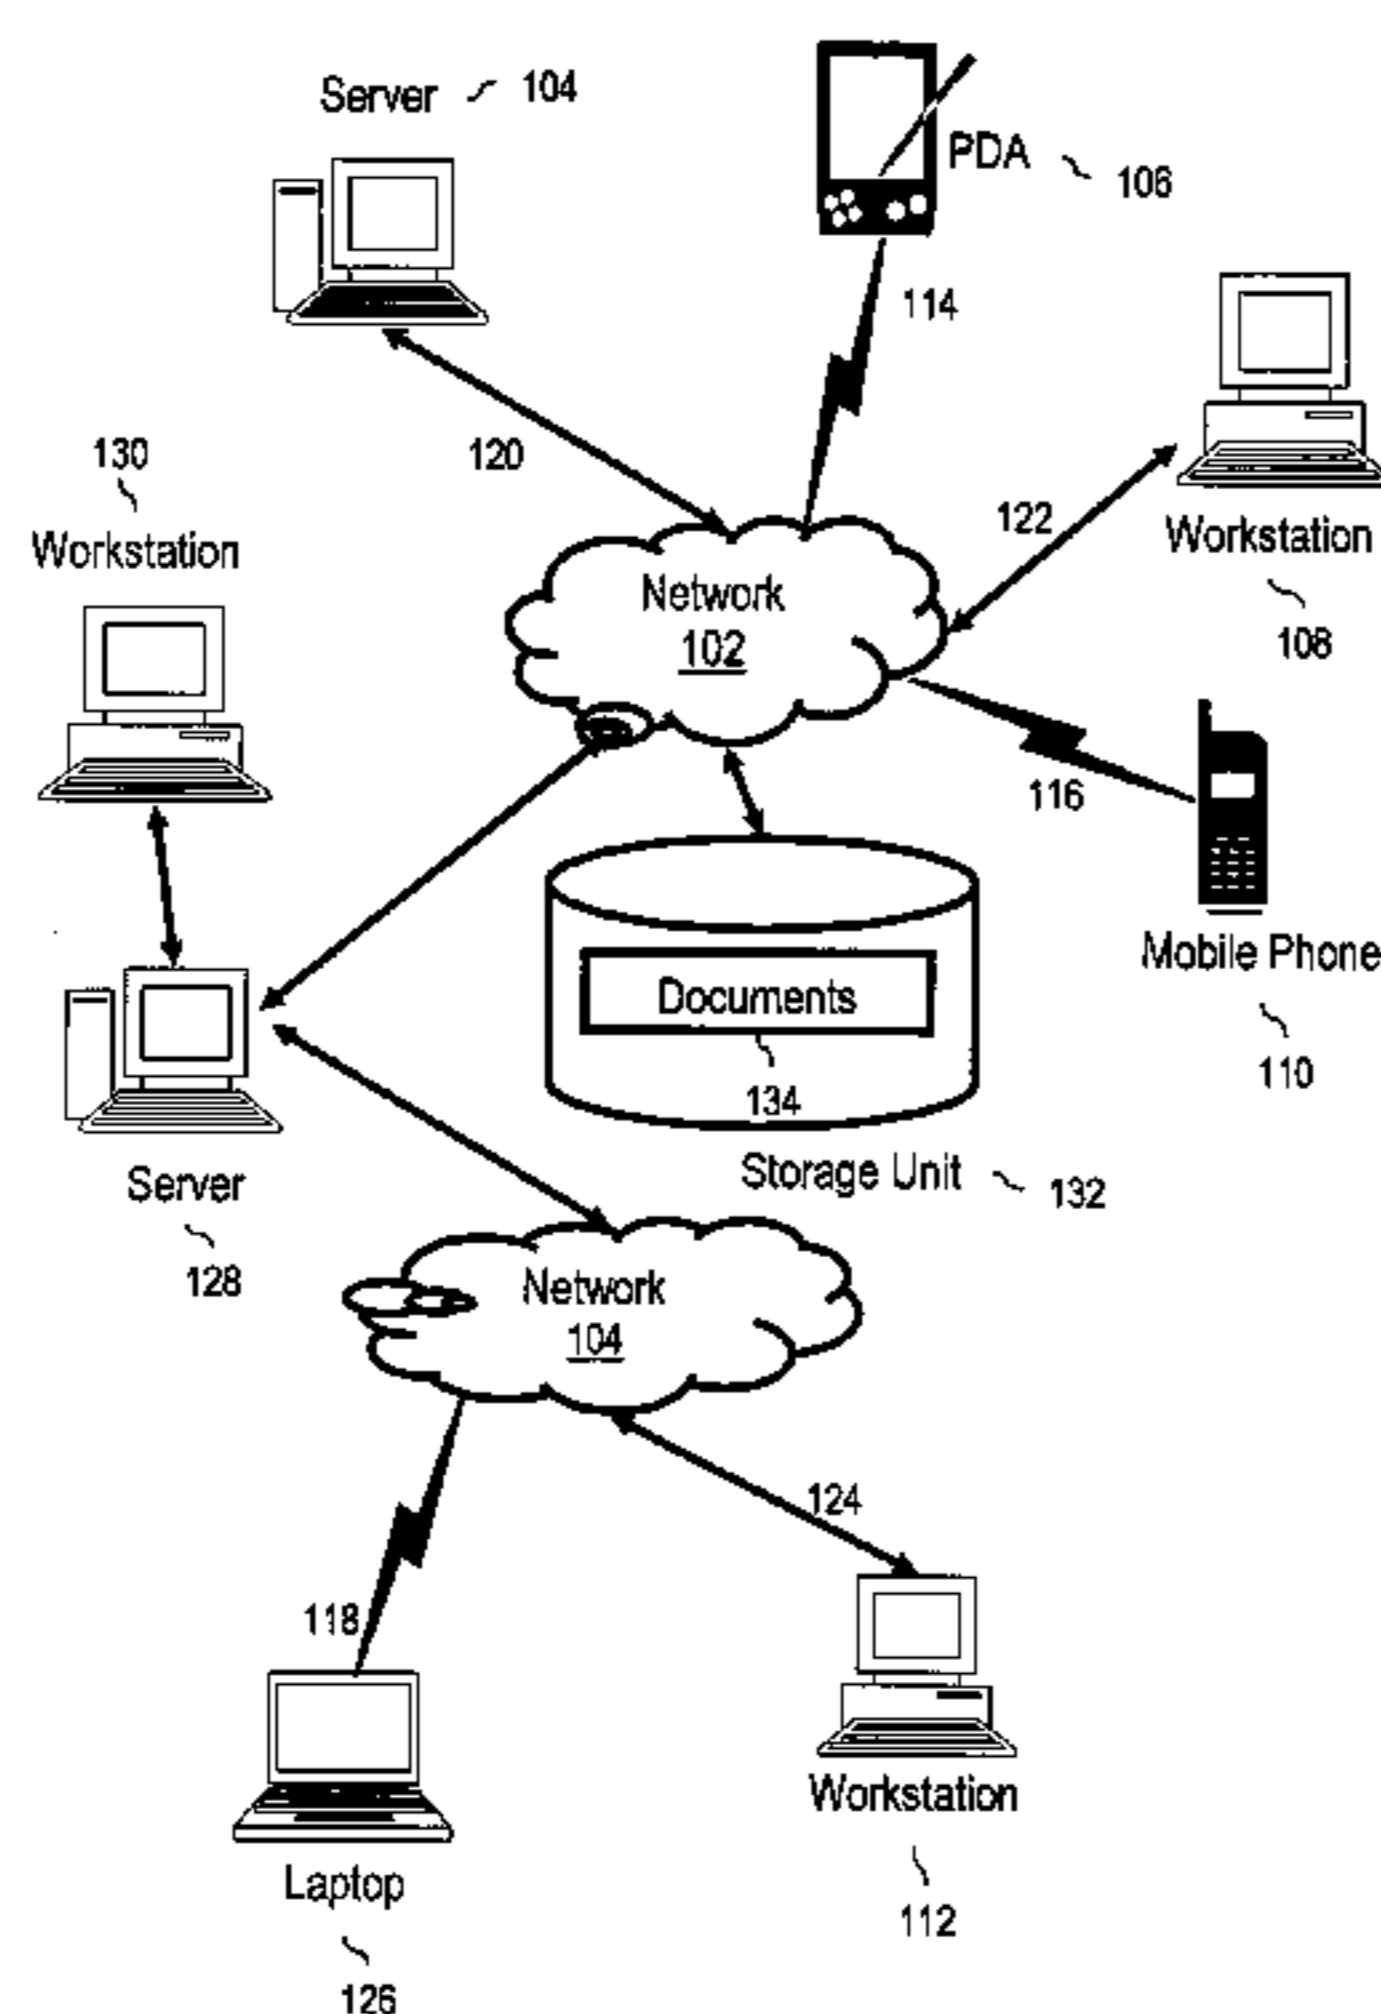 Server 104
PDA 106
114
120
130
Workstation
122
Workstation
108
Network
102
116
Mobile Phone
110
Documents
134
Storage Unit 132
Server
128
Network
104
124
118
Workstation
112
Laptop
126